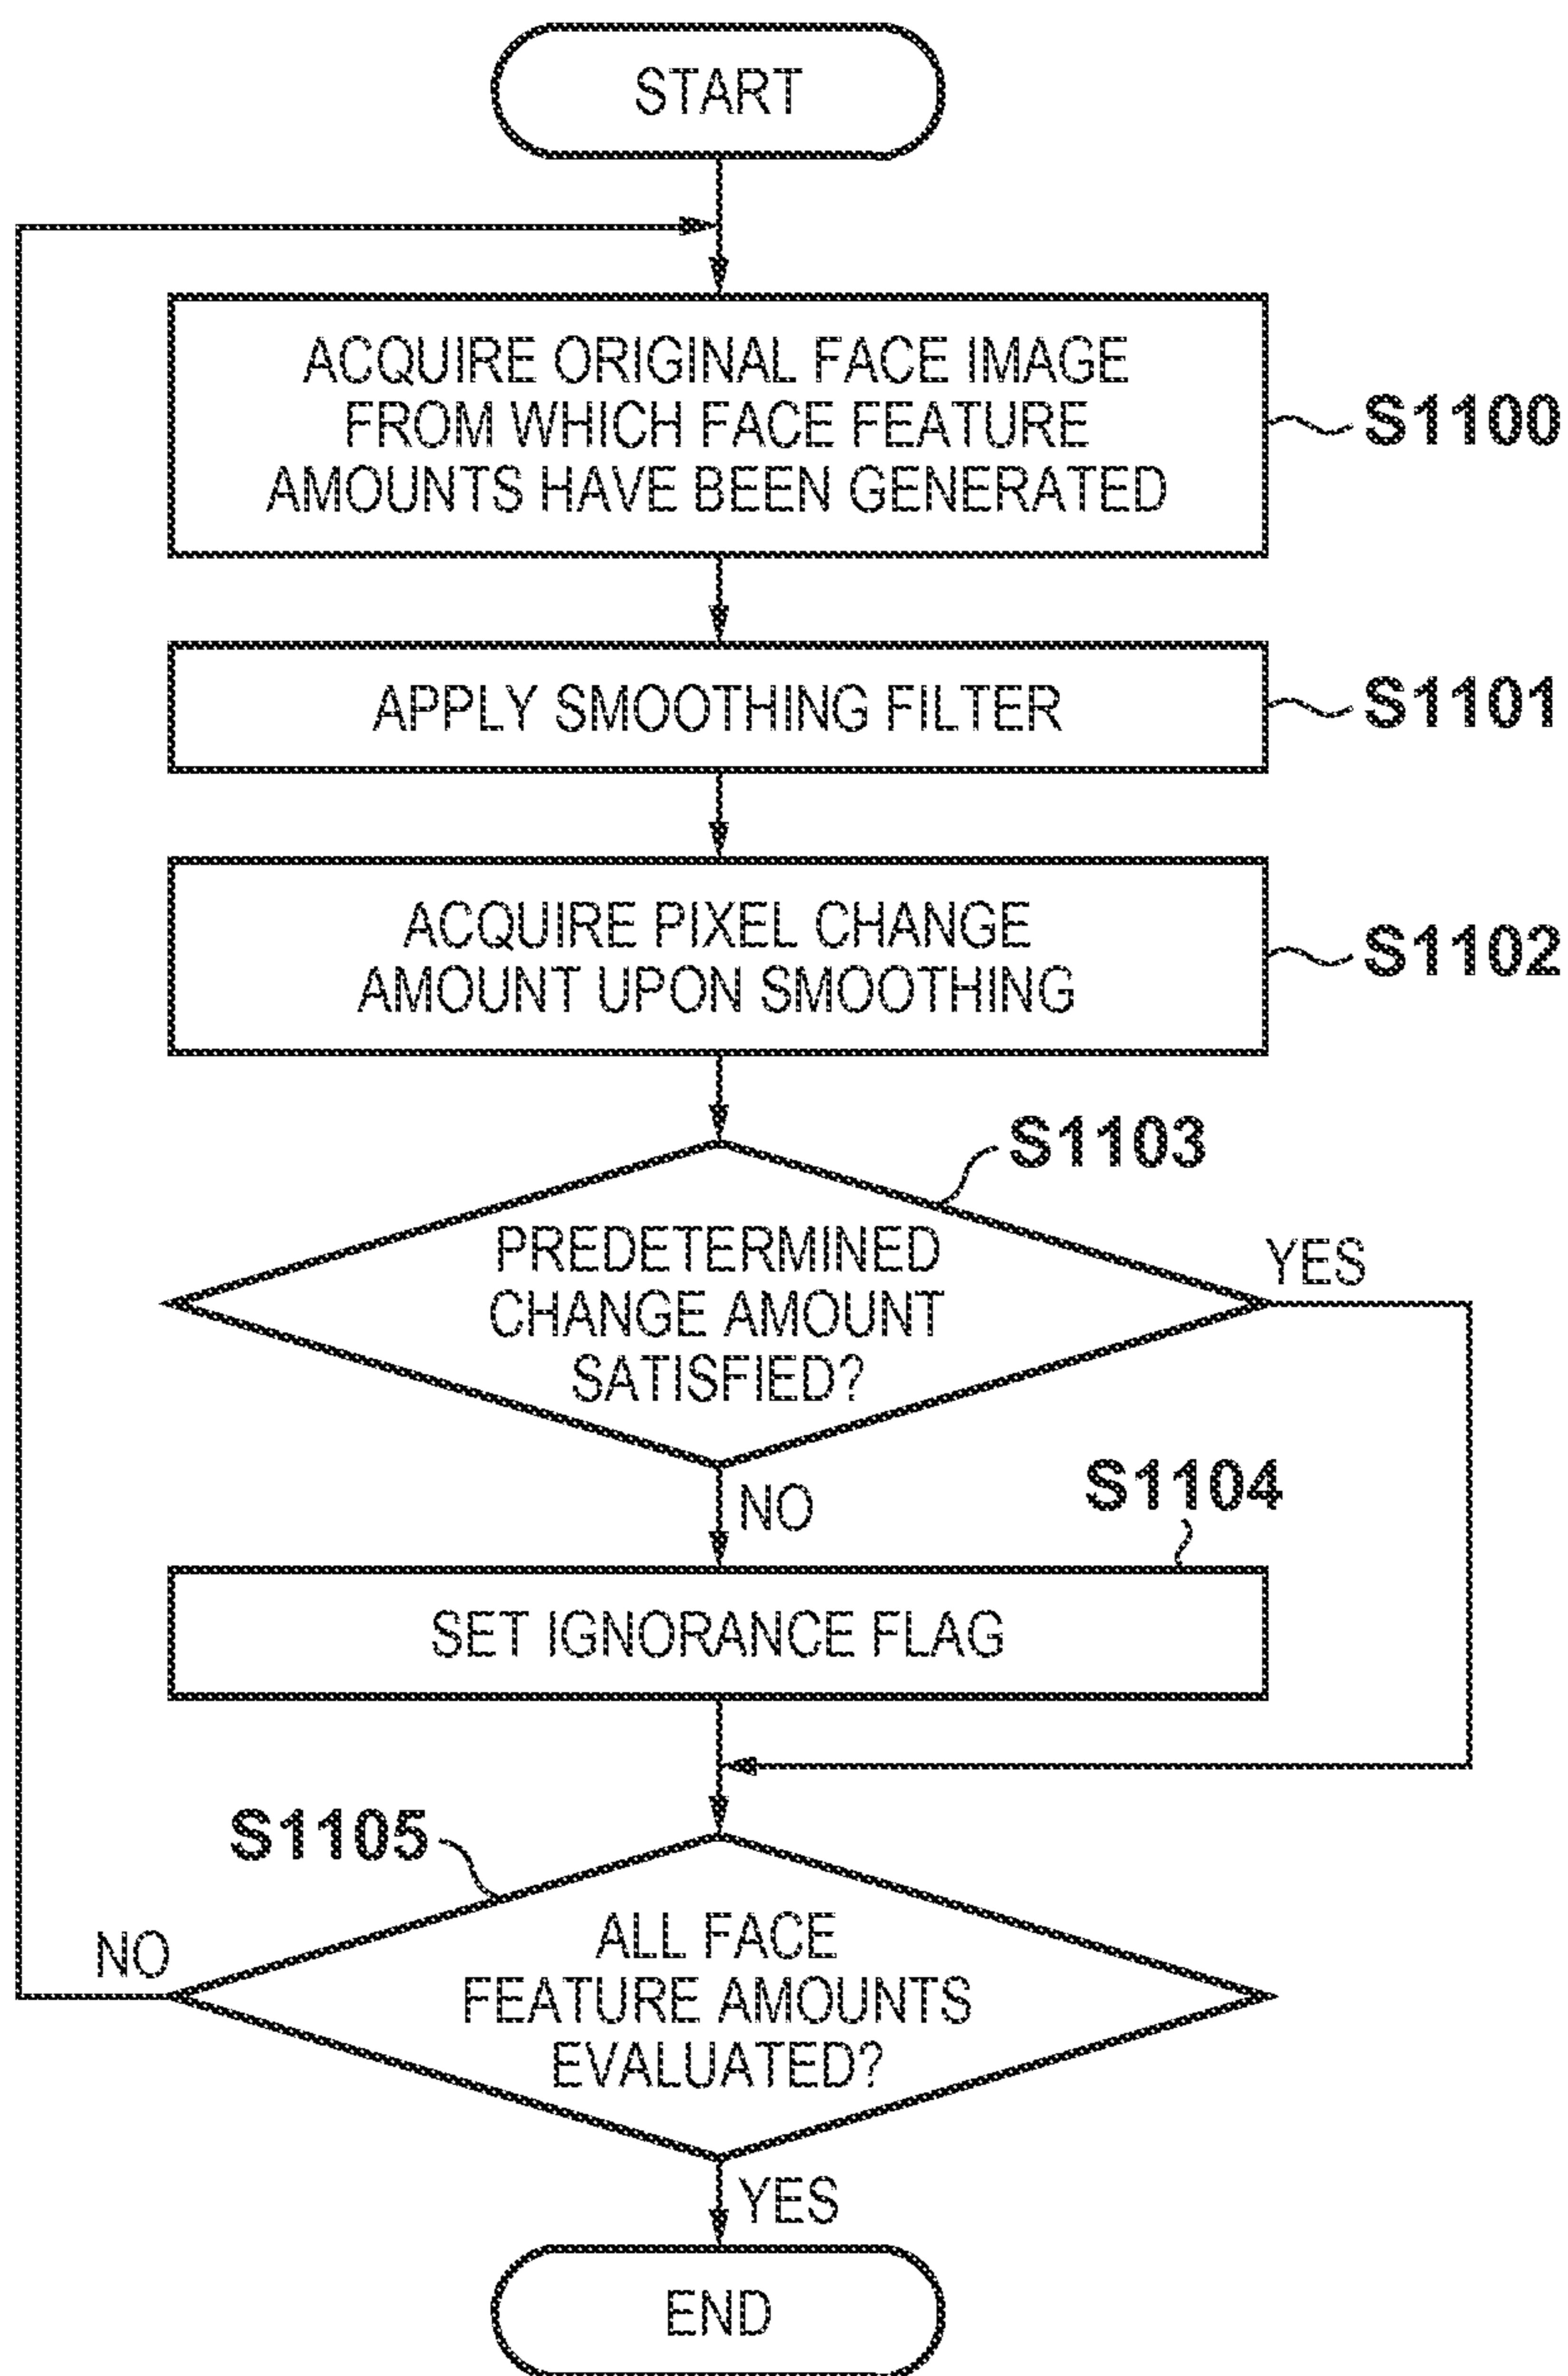 START
ACQUIRE ORIGINAL FACE IMAGE
FROM WHICH FACE FEATURE
AMOUNTS HAVE BEEN GENERATED
S1100
APPLY SMOOTHING FILTER
S1101
ACQUIRE PIXEL CHANGE
AMOUNT UPON SMOOTHING
S1102
S1103
PREDETERMINED
CHANGE AMOUNT
SATISFIED?
YES
NO
S1104
SET IGNORANCE FLAG
S1105
ALL FACE
FEATURE AMOUNTS
EVALUATED?
NO
YES
END